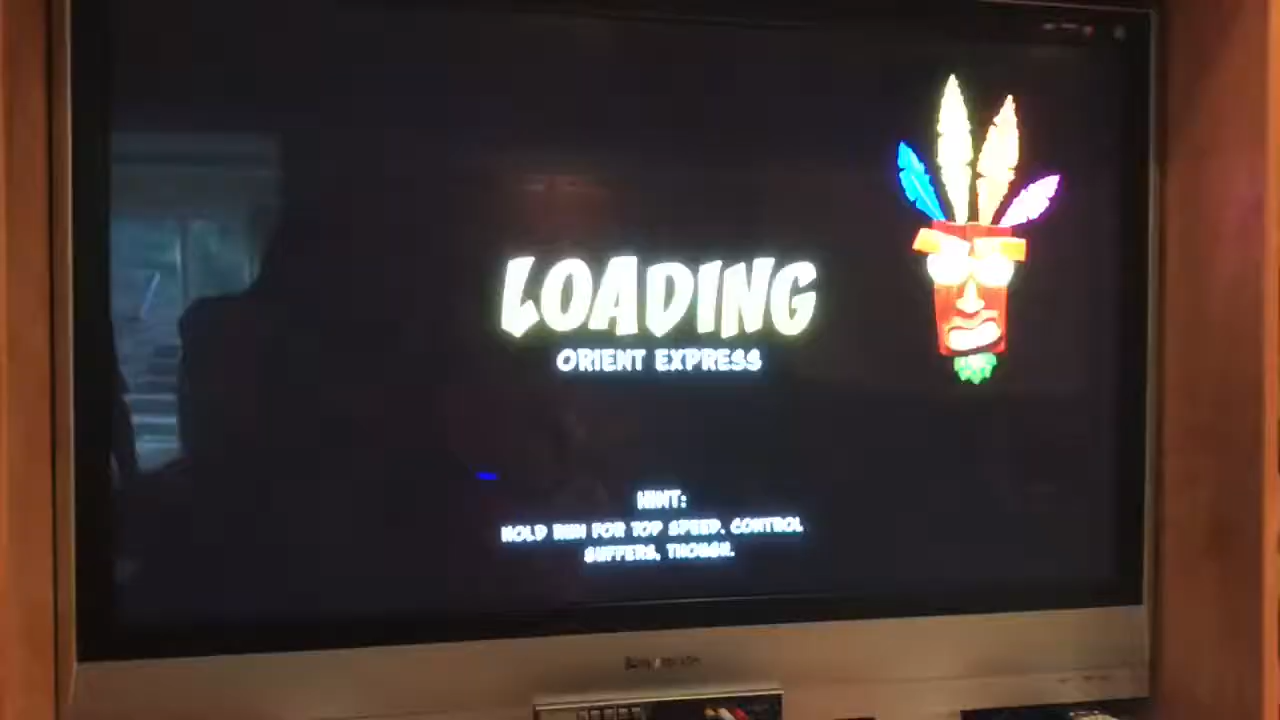 LOADING
ORIENT EXPRESS
HINT:
HOLD RUN FOR TOP SPEED. CONTROL
SUFFERS, THOUGH.